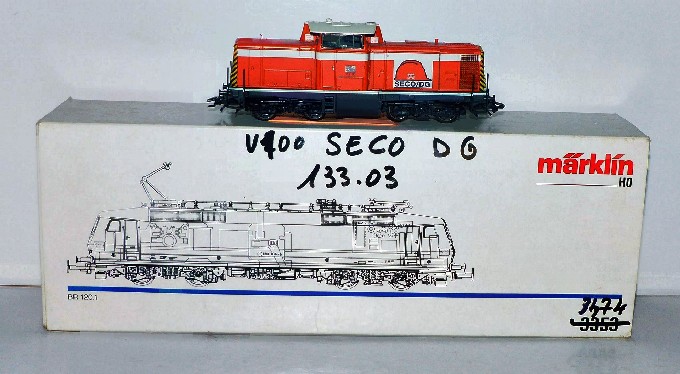 SECO/DG
V100 SECO DG
133.03
märklin
H0
BR 120.1
3474
3353